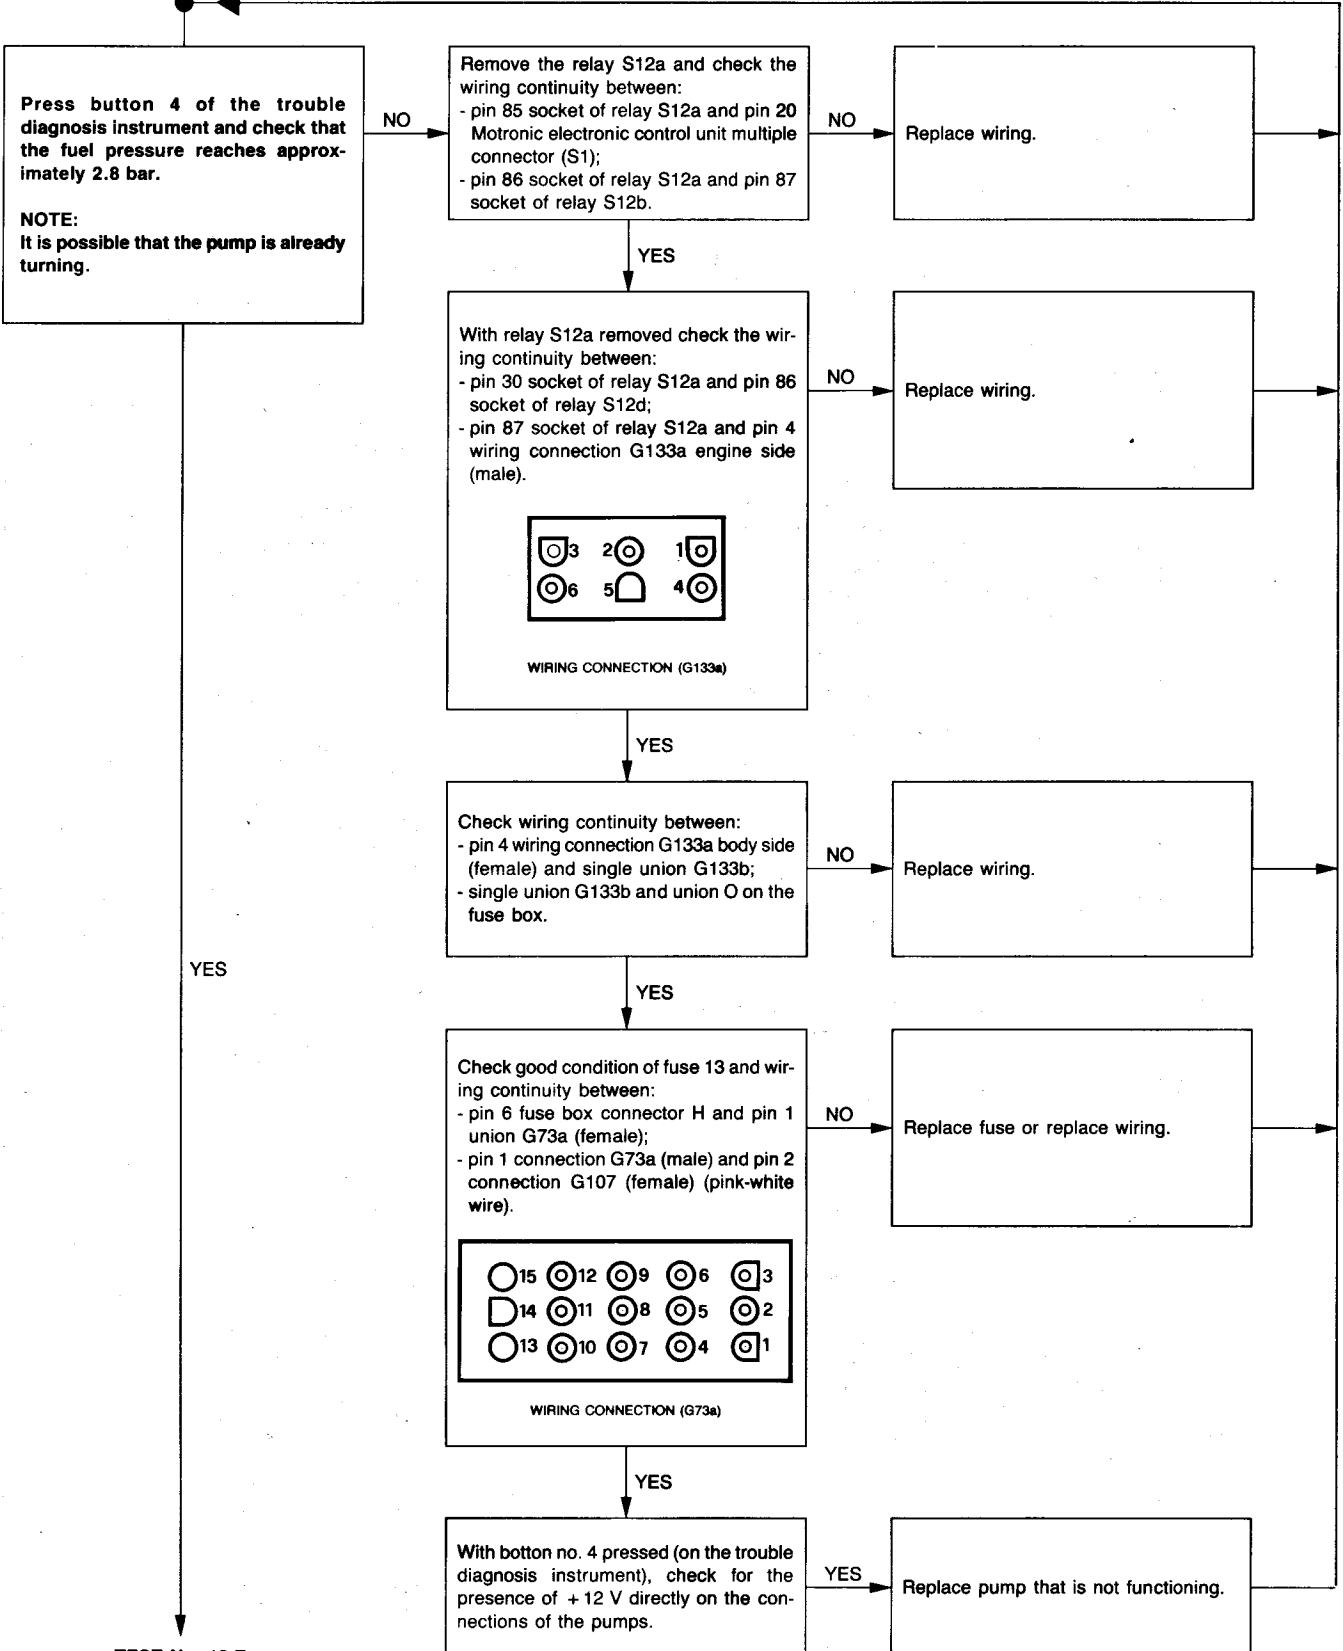 Press button 4 of the trouble
diagnosis instrument and check that
the fuel pressure reaches approx-
imately 2.8 bar.
NOTE:
It is possible that the pump is already
turning.
NO
Remove the relay S12a and check the
wiring continuity between:
- pin 85 socket of relay S12a and pin 20
Motronic electronic control unit multiple
connector (S1);
- pin 86 socket of relay S12a and pin 87
socket of relay S12b.
NO
Replace wiring.
YES
With relay S12a removed check the wir-
ing continuity between:
- pin 30 socket of relay S12a and pin 86
socket of relay S12d;
- pin 87 socket of relay S12a and pin 4
wiring connection G133a engine side
(male).
3 2 1
6 5 4
WIRING CONNECTION (G133a)
NO
Replace wiring.
YES
Check wiring continuity between:
- pin 4 wiring connection G133a body side
(female) and single union G133b;
- single union G133b and union O on the
fuse box.
NO
Replace wiring.
YES
YES
Check good condition of fuse 13 and wir-
ing continuity between:
- pin 6 fuse box connector H and pin 1
union G73a (female);
- pin 1 connection G73a (male) and pin 2
connection G107 (female) (pink-white
wire).
15 12 9 6 3
14 11 8 5 2
13 10 7 4 1
WIRING CONNECTION (G73a)
NO
Replace fuse or replace wiring.
YES
With botton no. 4 pressed (on the trouble
diagnosis instrument), check for the
presence of + 12 V directly on the con-
nections of the pumps.
YES
Replace pump that is not functioning.